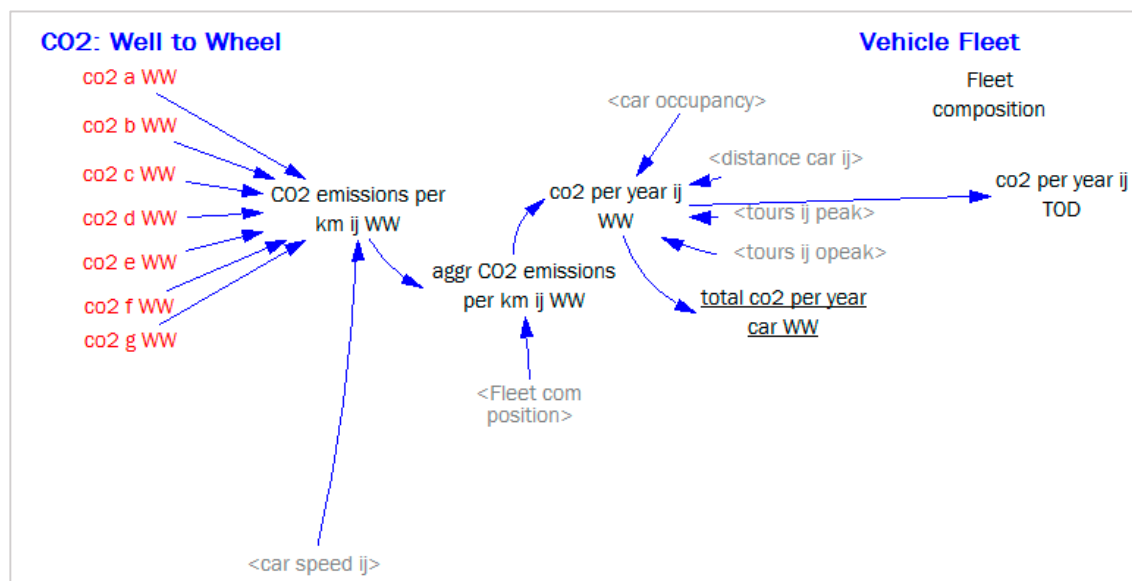 CO2: Well to Wheel
Vehicle Fleet
co2 a WW
co2 b WW
co2 c WW
co2 d WW
co2 e WW
co2 f WW
co2 g WW
CO2 emissions per
km ij WW
<car speed ij>
aggr CO2 emissions
per km ij WW
<Fleet com
position>
<car occupancy>
<distance car ij>
co2 per year ij
WW
<tours ij peak>
<tours ij opeak>
total co2 per year
car WW
Fleet
composition
co2 per year ij
TOD